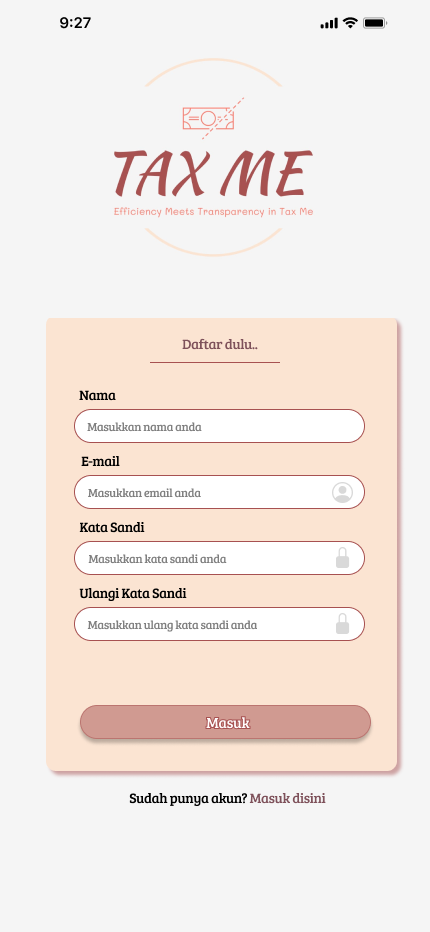 9:27
TAX ME
Efficiency Meets Transparency in Tax Me
Daftar dulu..
Nama
Masukkan nama anda
E-mail
Masukkan email anda
Kata Sandi
Masukkan kata sandi anda
Ulangi Kata Sandi
Masukkan ulang kata sandi anda
Masuk
Sudah punya akun? Masuk disini